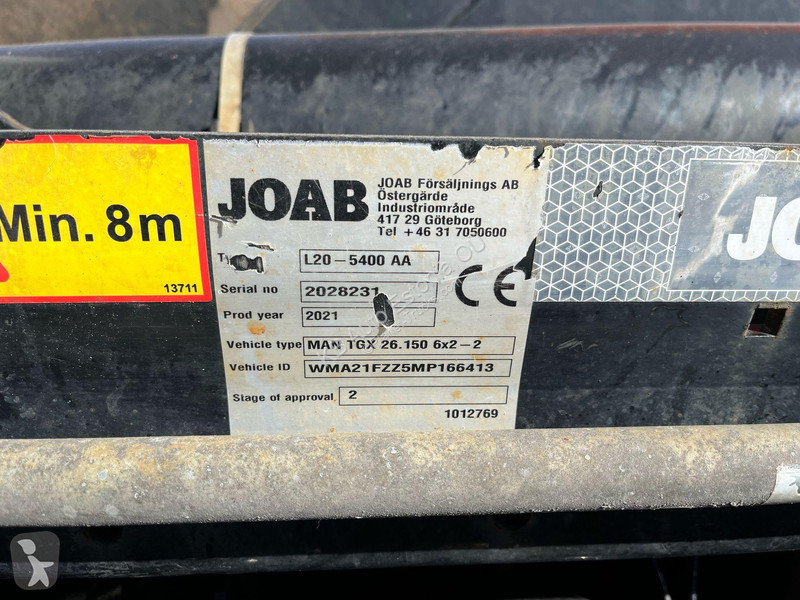 Min. 8m
13711
JOAB
JOAB Försäljnings AB
Östergärde
Industriområde
417 29 Göteborg
Tel +46 31 7050600
L20-5400 AA
Serial no 2028231
Prod year 2021
Vehicle type MAN TGX 26.150 6x2-2
Vehicle ID WMA21FZZ5MP166413
Stage of approval 2
1012769
CE
JO